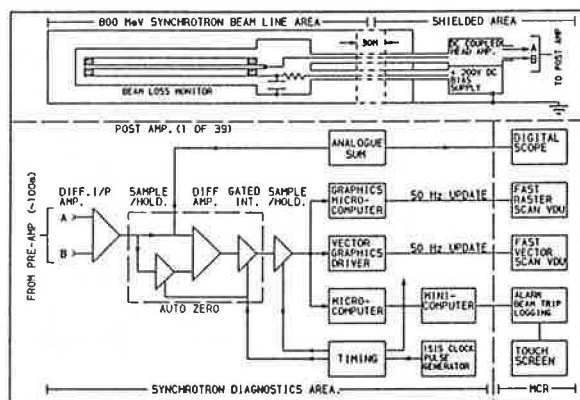 800 MeV SYNCHROTRON BEAM LINE AREA
SHIELDED AREA
80M
DC COUPLED
HEAD AMP.
A
B
TO POST AMP
+ 200V DC
BIAS
SUPPLY
BEAM LOSS MONITOR
POST AMP. (1 OF 39)
ANALOGUE
SUM
DIGITAL
SCOPE
FROM PRE-AMP (~100m)
DIFF. I/P
AMP.
SAMPLE
/HOLD.
DIFF
AMP.
GATED
INT.
SAMPLE
/HOLD.
A
B
AUTO ZERO
GRAPHICS
MICRO-
COMPUTER
50 Hz UPDATE
FAST
RASTER
SCAN VDU
VECTOR
GRAPHICS
DRIVER
50 Hz UPDATE
FAST
VECTOR
SCAN VDU
MICRO-
COMPUTER
MINI-
COMPUTER
ALARM
BEAM TRIP
LOGGING
TIMING
ISIS CLOCK
PULSE
GENERATOR
TOUCH
SCREEN
SYNCHROTRON DIAGNOSTICS AREA.
MCR